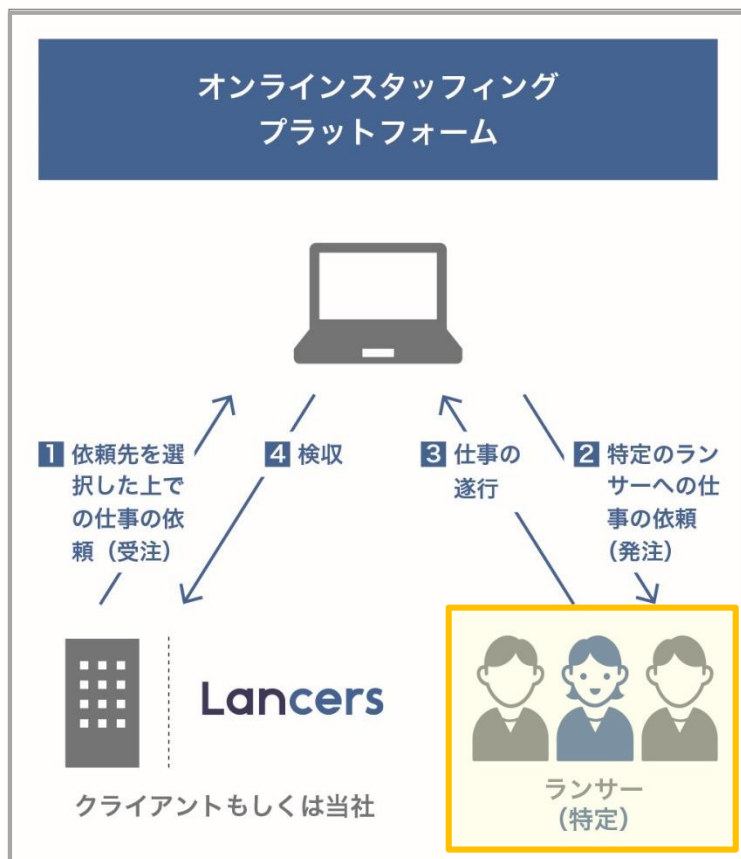 オンラインスタッフィング
プラットフォーム
1 依頼先を選
択した上で
の仕事の依
頼（受注）
4 検収
3 仕事の
遂行
2 特定のラン
サーへの仕
事の依頼
（発注）
Lancers
クライアントもしくは当社
ランサー
（特定）